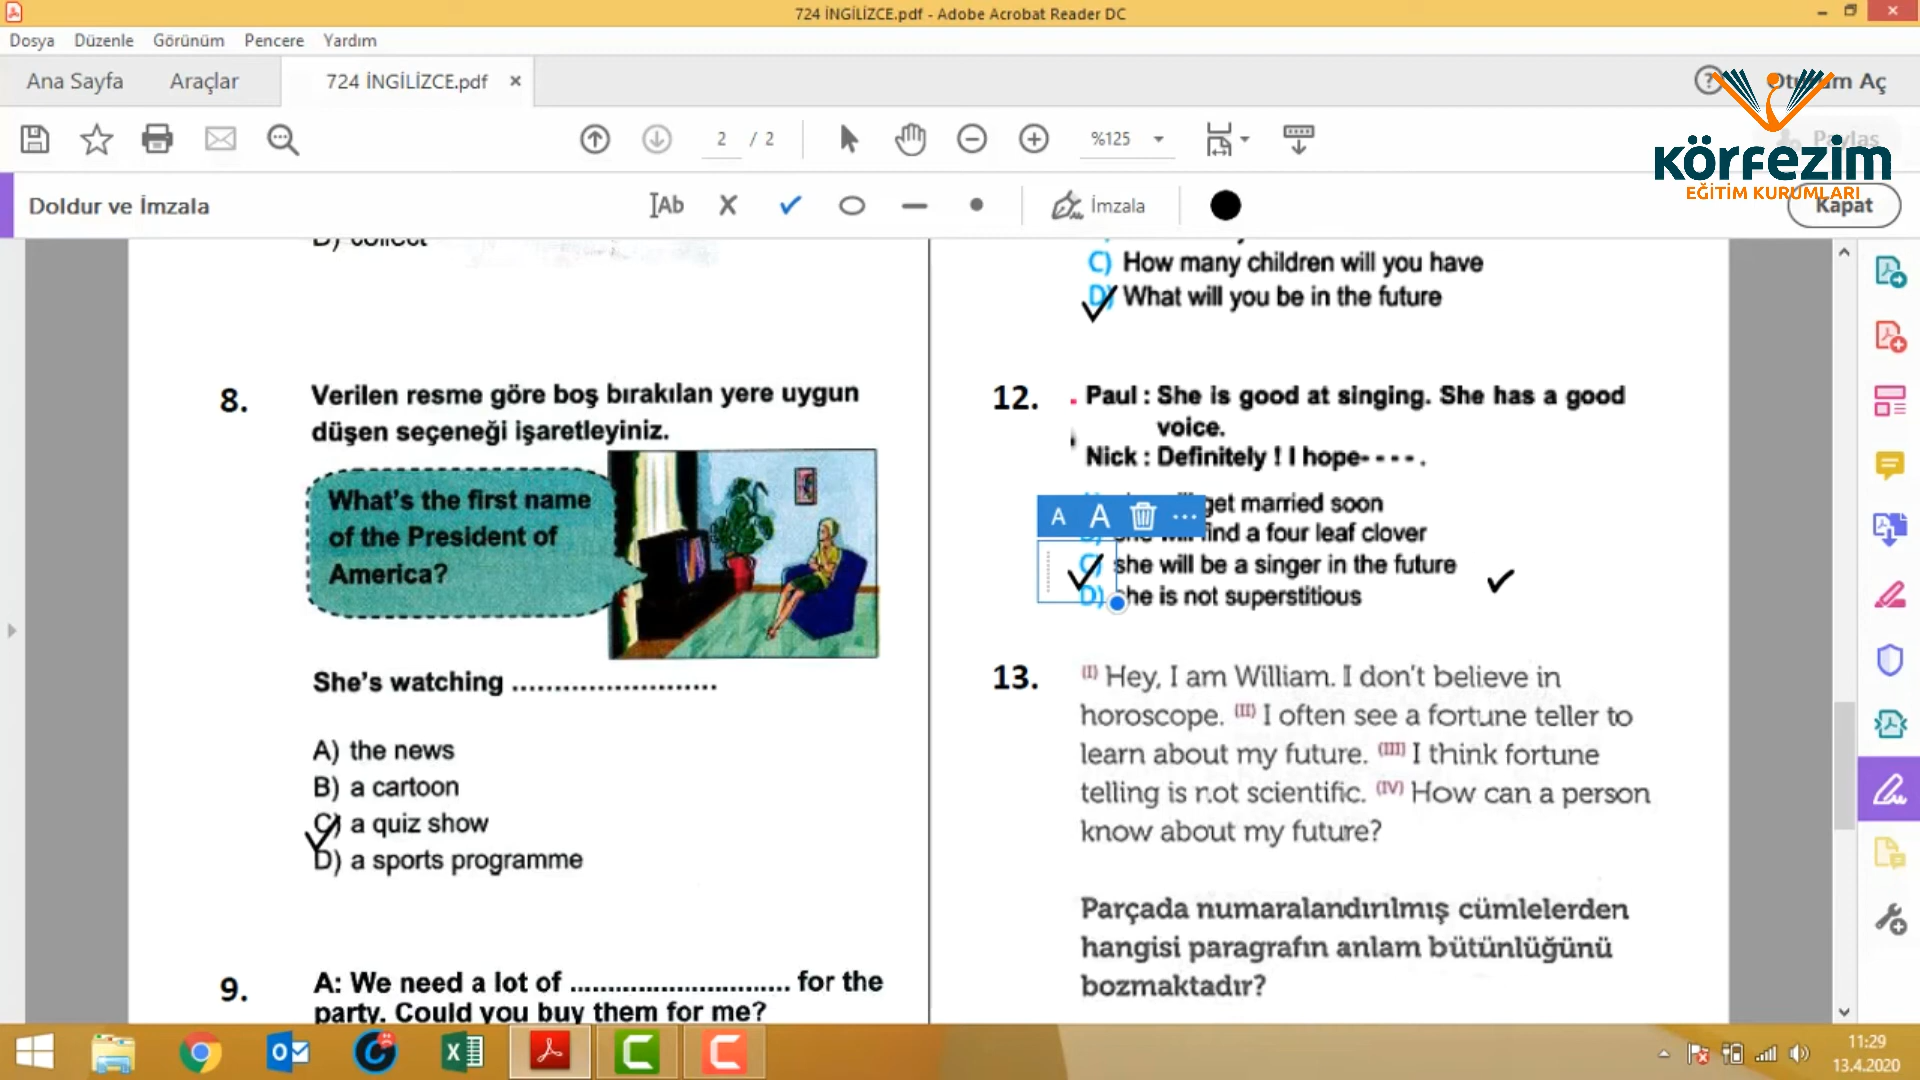 724 İNGİLİZCE.pdf - Adobe Acrobat Reader DC
Dosya Düzenle Görünüm Pencere Yardım
Ana Sayfa Araçlar 724 İNGİLİZCE.pdf × Oturum Aç
2 / 2 %125 Paylaş
KÖRFEZİM
EĞİTİM KURUMLARI
Doldur ve İmzala IAb İmzala Kapat
D) collect
8. Verilen resme göre boş bırakılan yere uygun
düşen seçeneği işaretleyiniz.
What's the first name
of the President of
America?
She's watching ........................
A) the news
B) a cartoon
C) a quiz show
D) a sports programme
9. A: We need a lot of .......................... for the
party. Could you buy them for me?
C) How many children will you have
D) What will you be in the future
12. Paul : She is good at singing. She has a good
voice.
Nick : Definitely ! I hope- - - - .
A A ...
get married soon
find a four leaf clover
C) she will be a singer in the future
D) she is not superstitious
13. (I) Hey, I am William. I don't believe in
horoscope. (II) I often see a fortune teller to
learn about my future. (III) I think fortune
telling is not scientific. (IV) How can a person
know about my future?
Parçada numaralandırılmış cümlelerden
hangisi paragrafın anlam bütünlüğünü
bozmaktadır?
11:29
13.4.2020